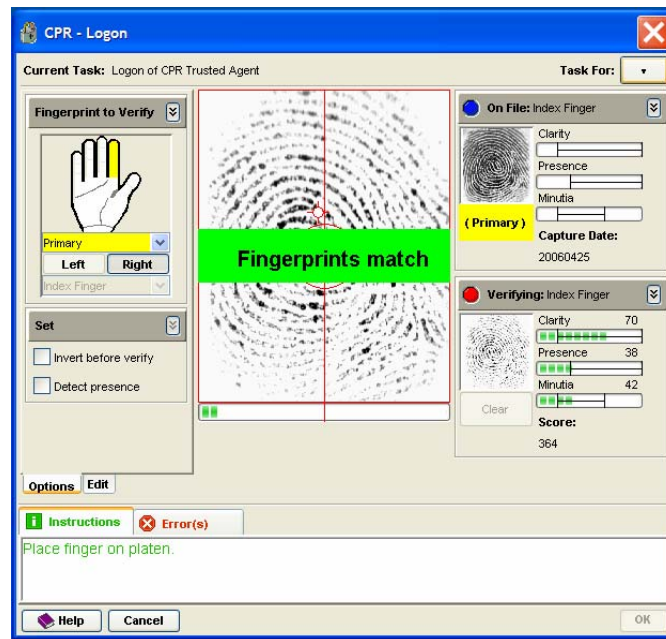 CPR - Logon
Current Task: Logon of CPR Trusted Agent
Task For:
Fingerprint to Verify
Primary
Left Right
Index Finger
Set
Invert before verify
Detect presence
Options Edit
Fingerprints match
On File: Index Finger
Clarity
Presence
Minutia
( Primary )
Capture Date:
20060425
Verifying: Index Finger
Clarity 70
Presence 38
Minutia 42
Clear
Score:
364
Instructions Error(s)
Place finger on platen.
Help Cancel OK